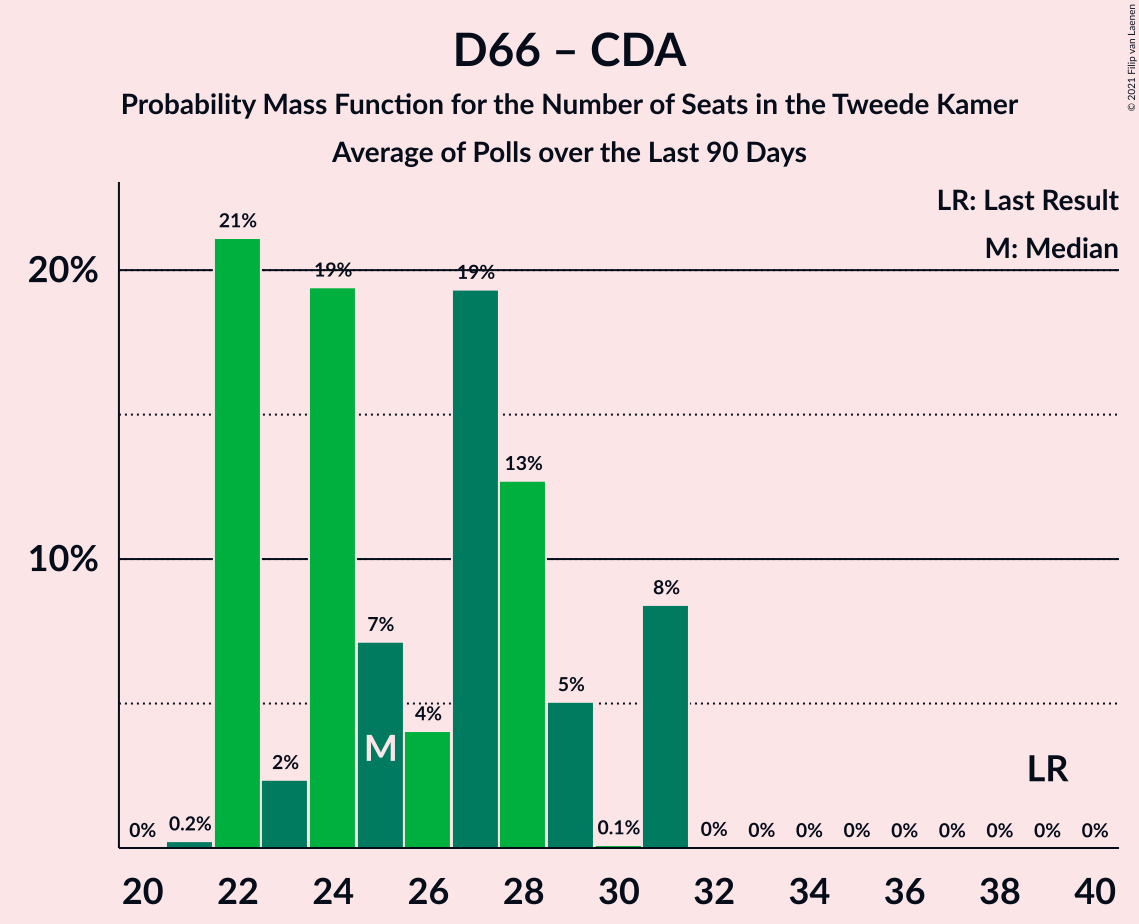 D66 – CDA
Probability Mass Function for the Number of Seats in the Tweede Kamer
Average of Polls over the Last 90 Days
© 2021 Filip van Laenen
LR: Last Result
M: Median
20%
10%
0%
0.2%
21%
2%
19%
7%
4%
19%
13%
5%
0.1%
8%
0%
0%
0%
0%
0%
0%
0%
0%
0%
M
LR
20 22 24 26 28 30 32 34 36 38 40